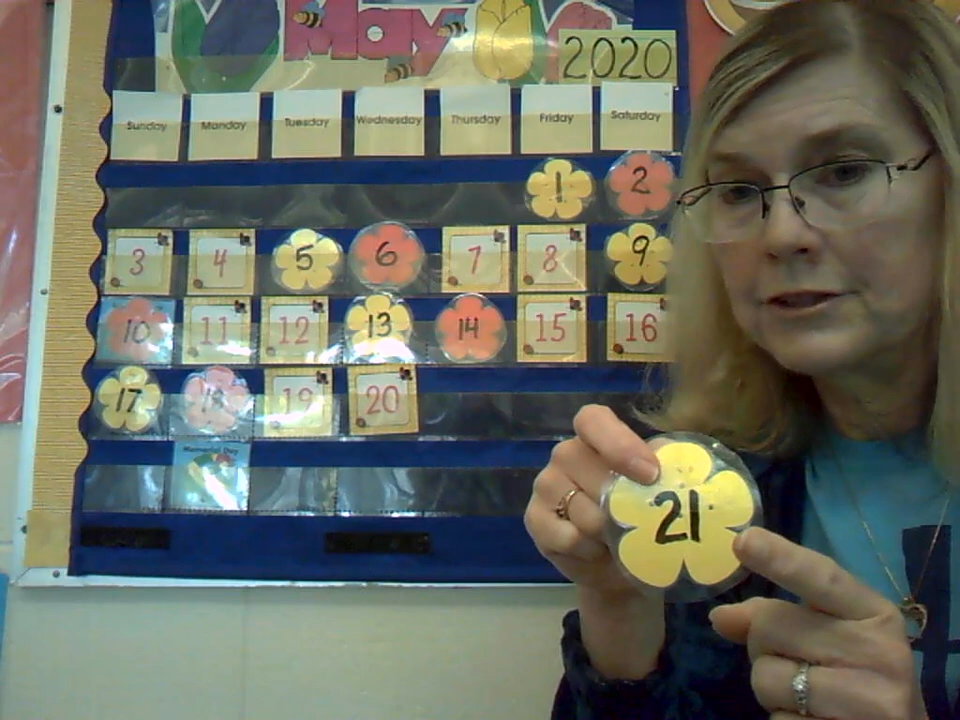 May
2020
Sunday Monday Tuesday Wednesday Thursday Friday Saturday
1 2
3 4 5 6 7 8 9
10 11 12 13 14 15 16
17 18 19 20
21
Day